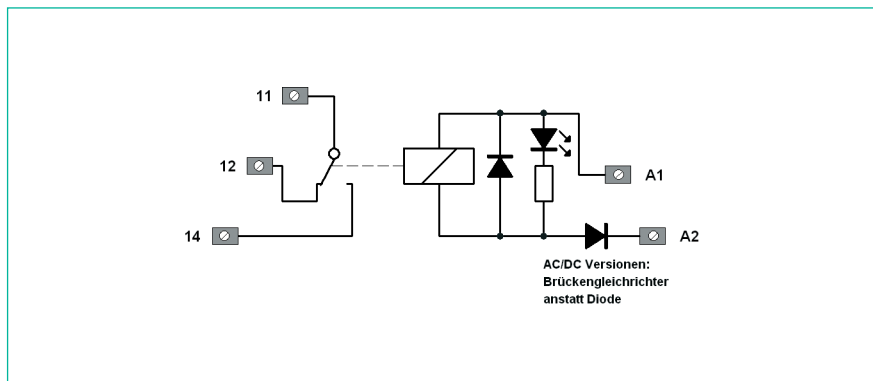 11
12
14
A1
A2
AC/DC Versionen:
Brückengleichrichter
anstatt Diode